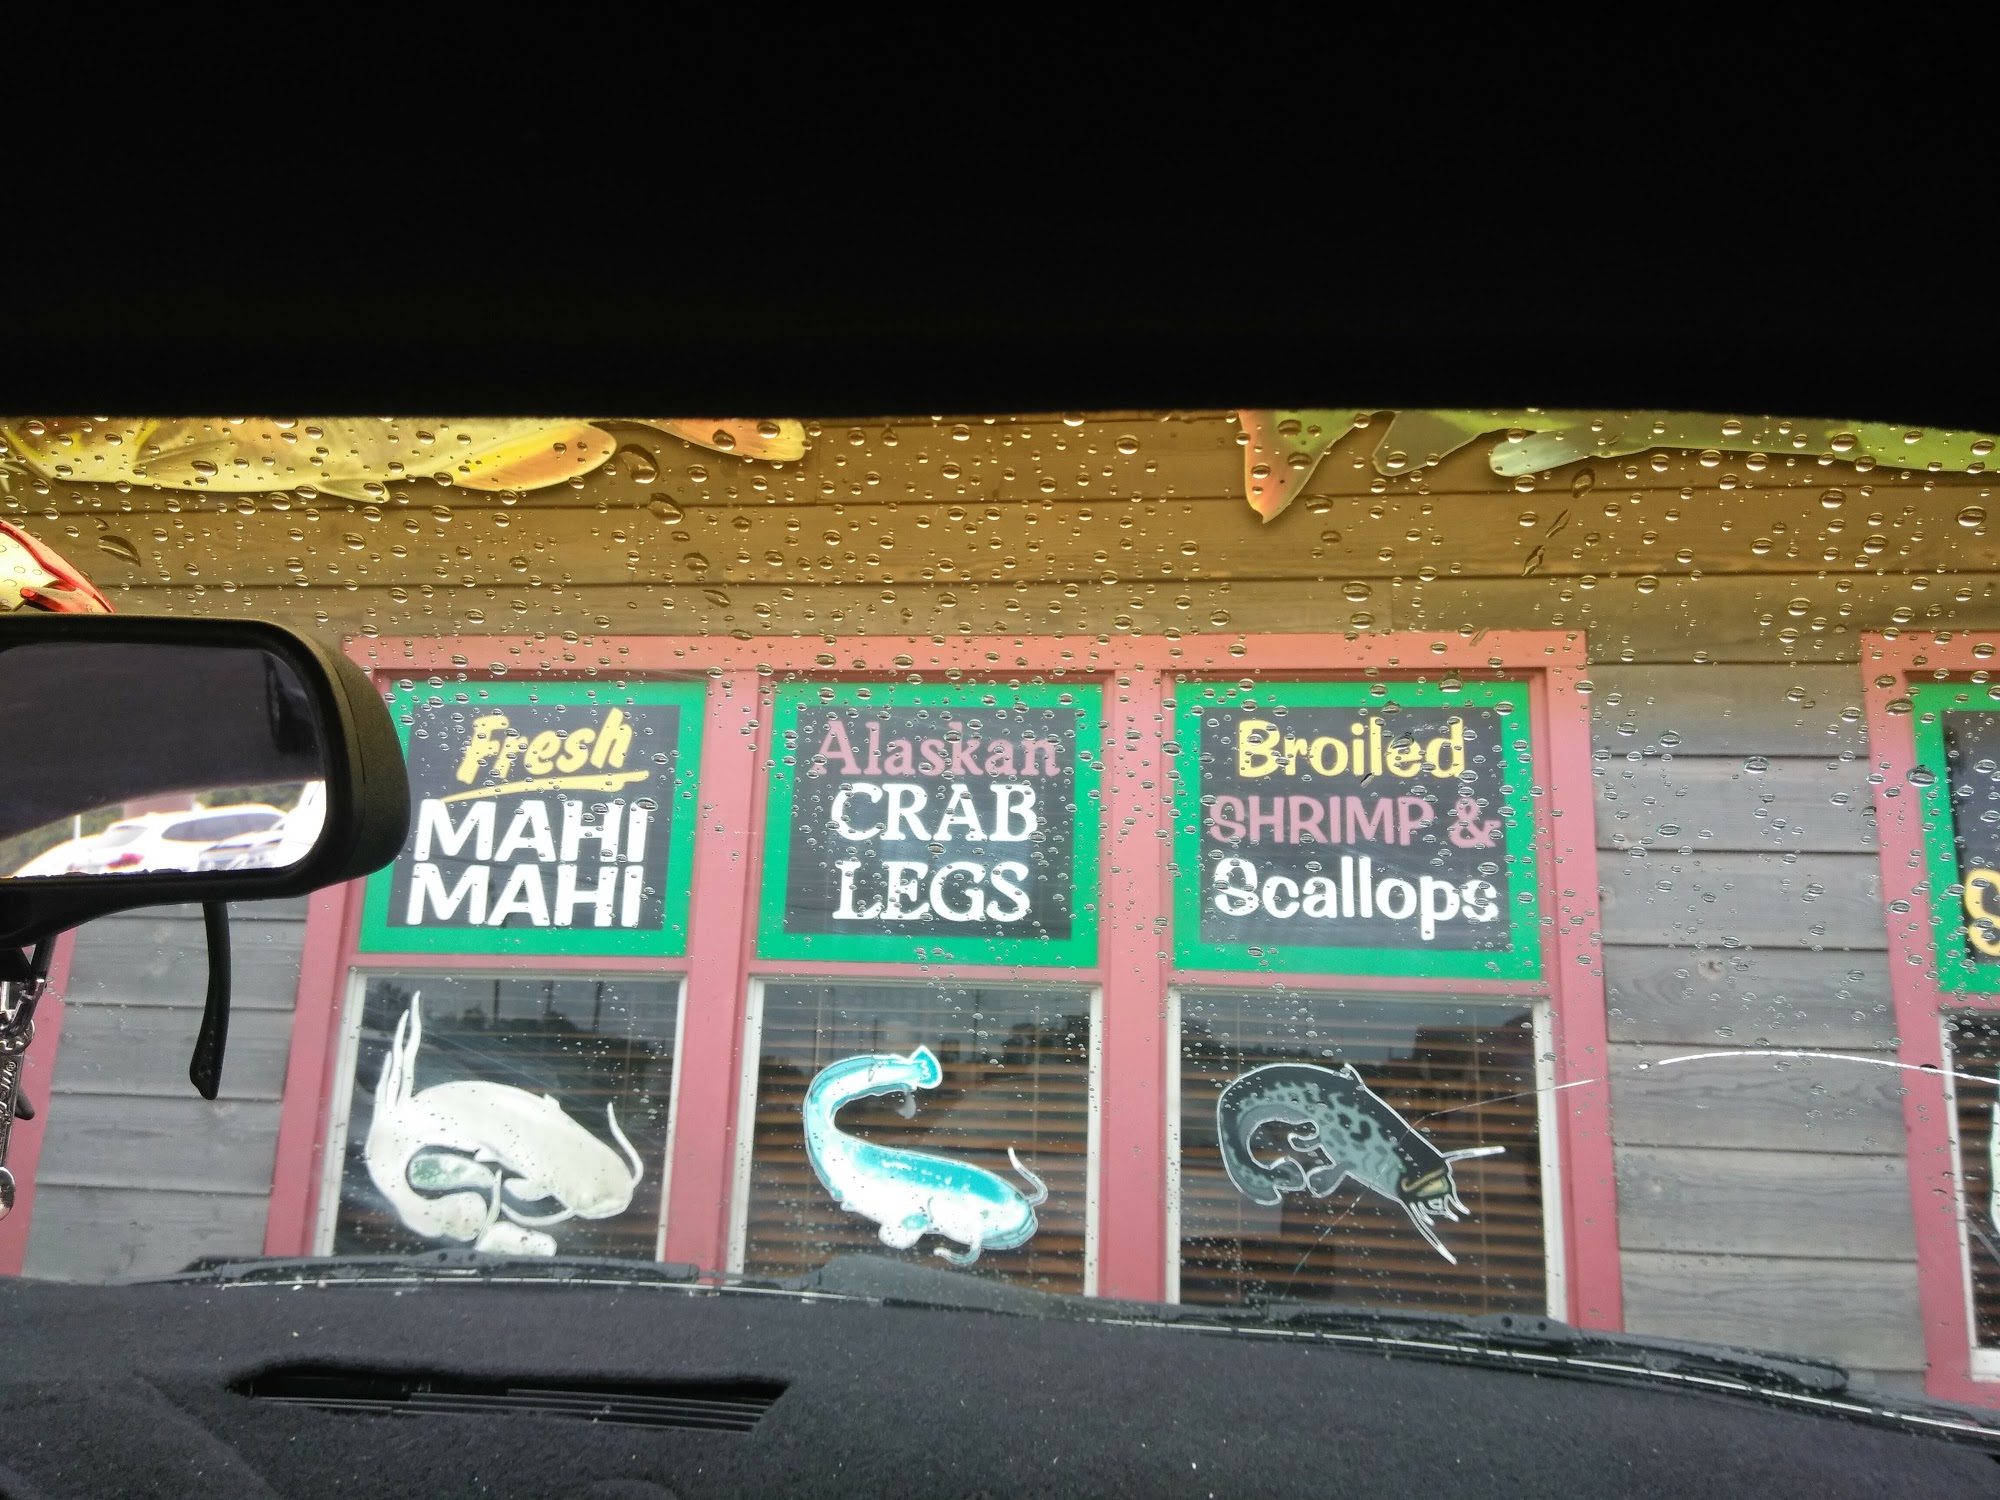 Fresh
MAHI
MAHI
Alaskan
CRAB
LEGS
Broiled
SHRIMP &
Scallops